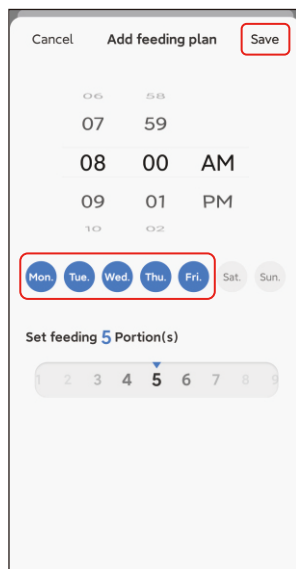 Cancel Add feeding plan Save
06 58
07 59
08 00 AM
09 01 PM
10 02
Mon. Tue. Wed. Thu. Fri. Sat. Sun.
Set feeding 5 Portion(s)
1 2 3 4 5 6 7 8 9